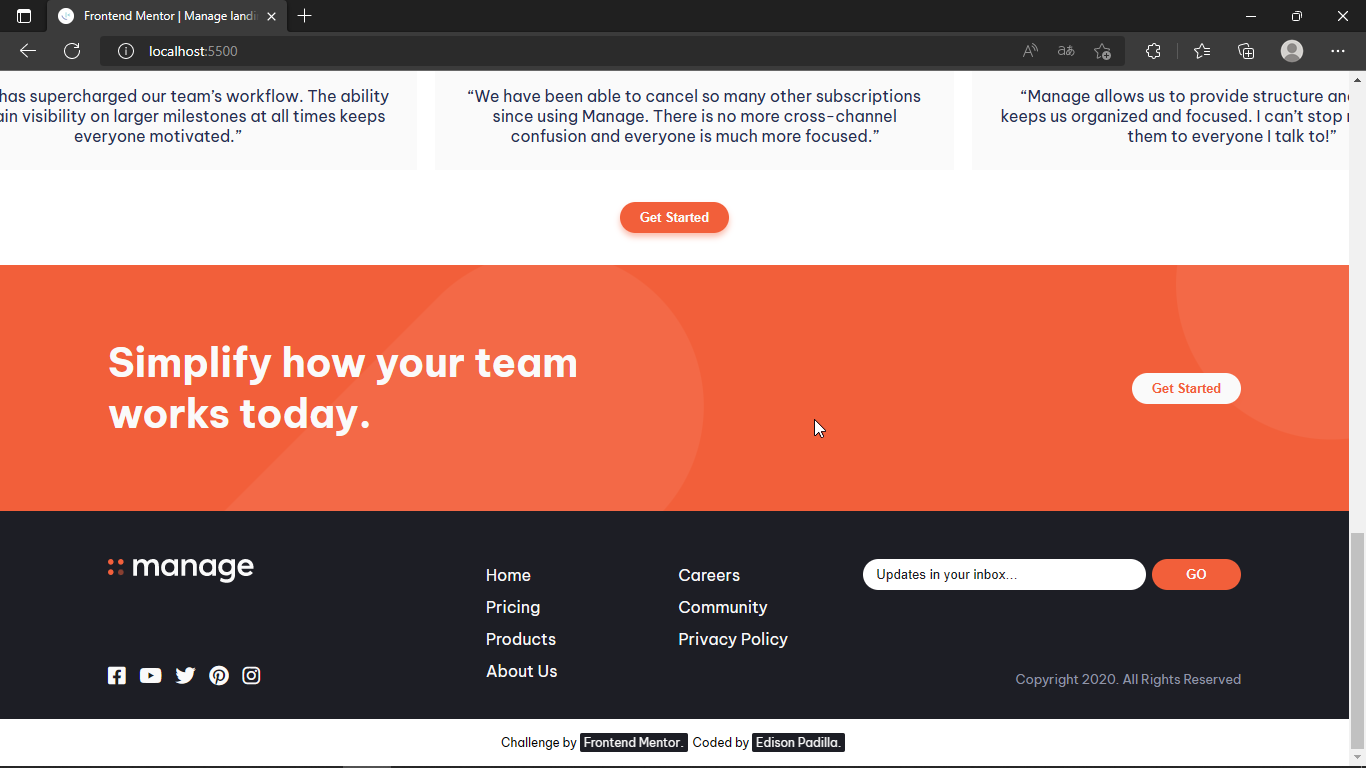 Frontend Mentor | Manage landi
localhost:5500
has supercharged our team's workflow. The ability
ain visibility on larger milestones at all times keeps
everyone motivated.”
“We have been able to cancel so many other subscriptions
since using Manage. There is no more cross-channel
confusion and everyone is much more focused.”
“Manage allows us to provide structure an
keeps us organized and focused. I can’t stop
them to everyone I talk to!”
Get Started
Simplify how your team
works today.
Get Started
manage
Home
Pricing
Products
About Us
Careers
Community
Privacy Policy
Updates in your inbox...
GO
Copyright 2020. All Rights Reserved
Challenge by Frontend Mentor. Coded by Edison Padilla.